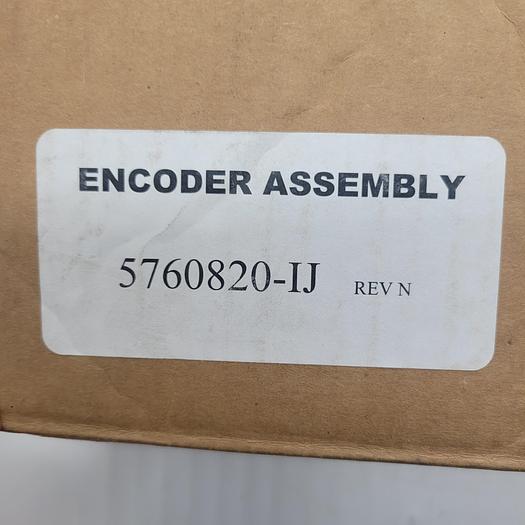 ENCODER ASSEMBLY
5760820-IJ REV N